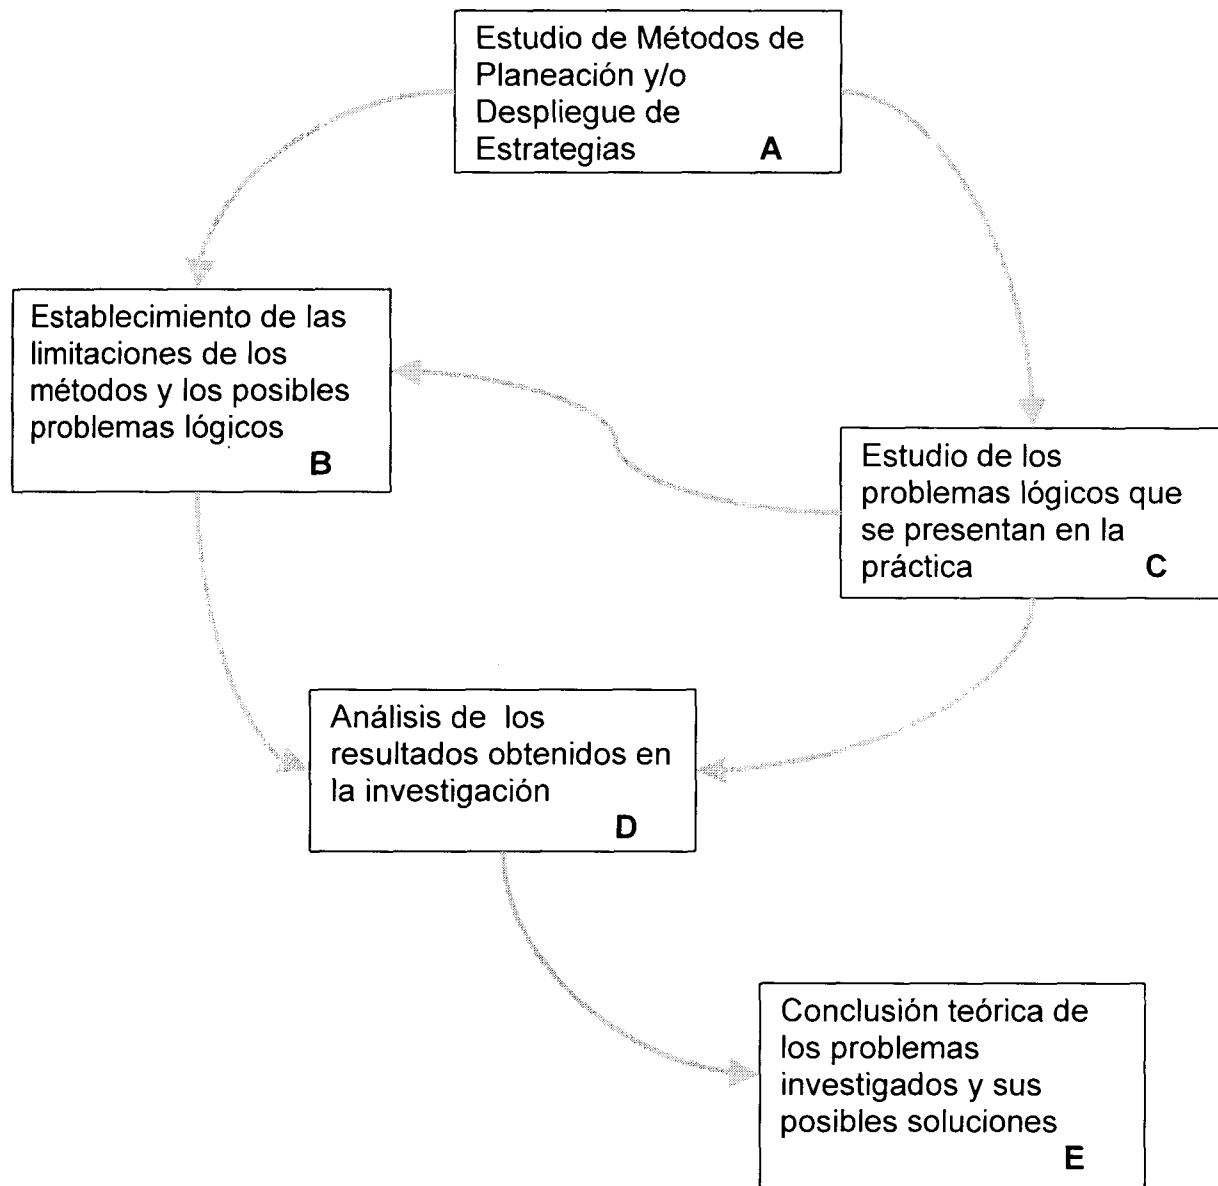 Estudio de Métodos de
Planeación y/o
Despliegue de
Estrategias A
Establecimiento de las
limitaciones de los
métodos y los posibles
problemas lógicos
B
Estudio de los
problemas lógicos que
se presentan en la
práctica C
Análisis de los
resultados obtenidos en
la investigación
D
Conclusión teórica de
los problemas
investigados y sus
posibles soluciones
E